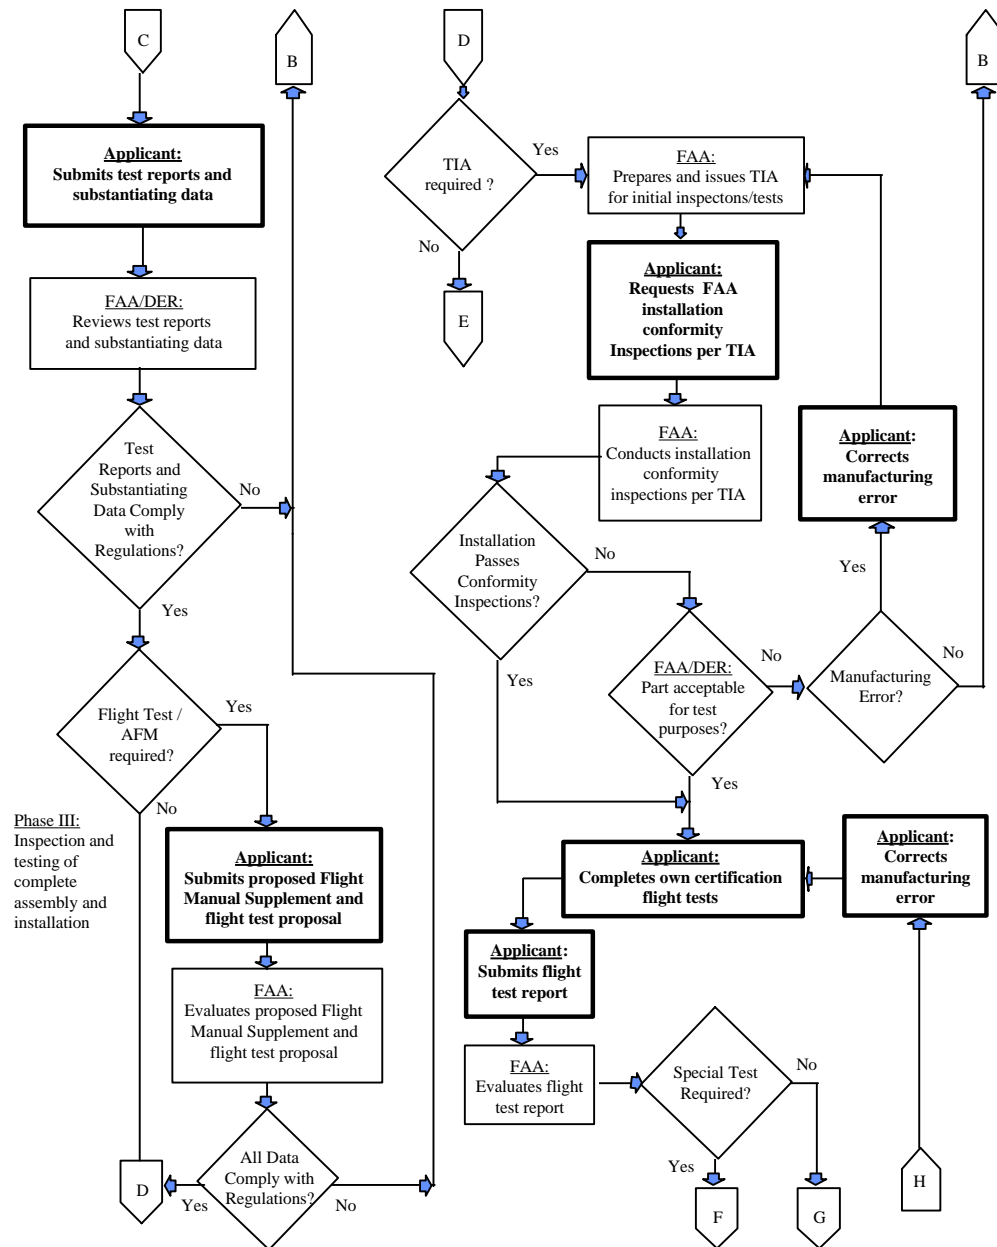 C
B
Applicant:
Submits test reports and
substantiating data
FAA/DER:
Reviews test reports
and substantiating data
Test
Reports and
Substantiating
Data Comply
with
Regulations?
No
Yes
Flight Test /
AFM
required?
Yes
No
Phase III:
Inspection and
testing of
complete
assembly and
installation
Applicant:
Submits proposed Flight
Manual Supplement and
flight test proposal
FAA:
Evaluates proposed Flight
Manual Supplement and
flight test proposal
All Data
Comply with
Regulations?
Yes
No
D
D
B
TIA
required ?
Yes
No
E
FAA:
Prepares and issues TIA
for initial inspectons/tests
Applicant:
Requests FAA
installation
conformity
Inspections per TIA
FAA:
Conducts installation
conformity
inspections per TIA
Applicant:
Corrects
manufacturing
error
Installation
Passes
Conformity
Inspections?
No
Yes
FAA/DER:
Part acceptable
for test
purposes?
No
Yes
Manufacturing
Error?
Yes
No
Applicant:
Completes own certification
flight tests
Applicant:
Corrects
manufacturing
error
Applicant:
Submits flight
test report
FAA:
Evaluates flight
test report
Special Test
Required?
No
Yes
F
G
H